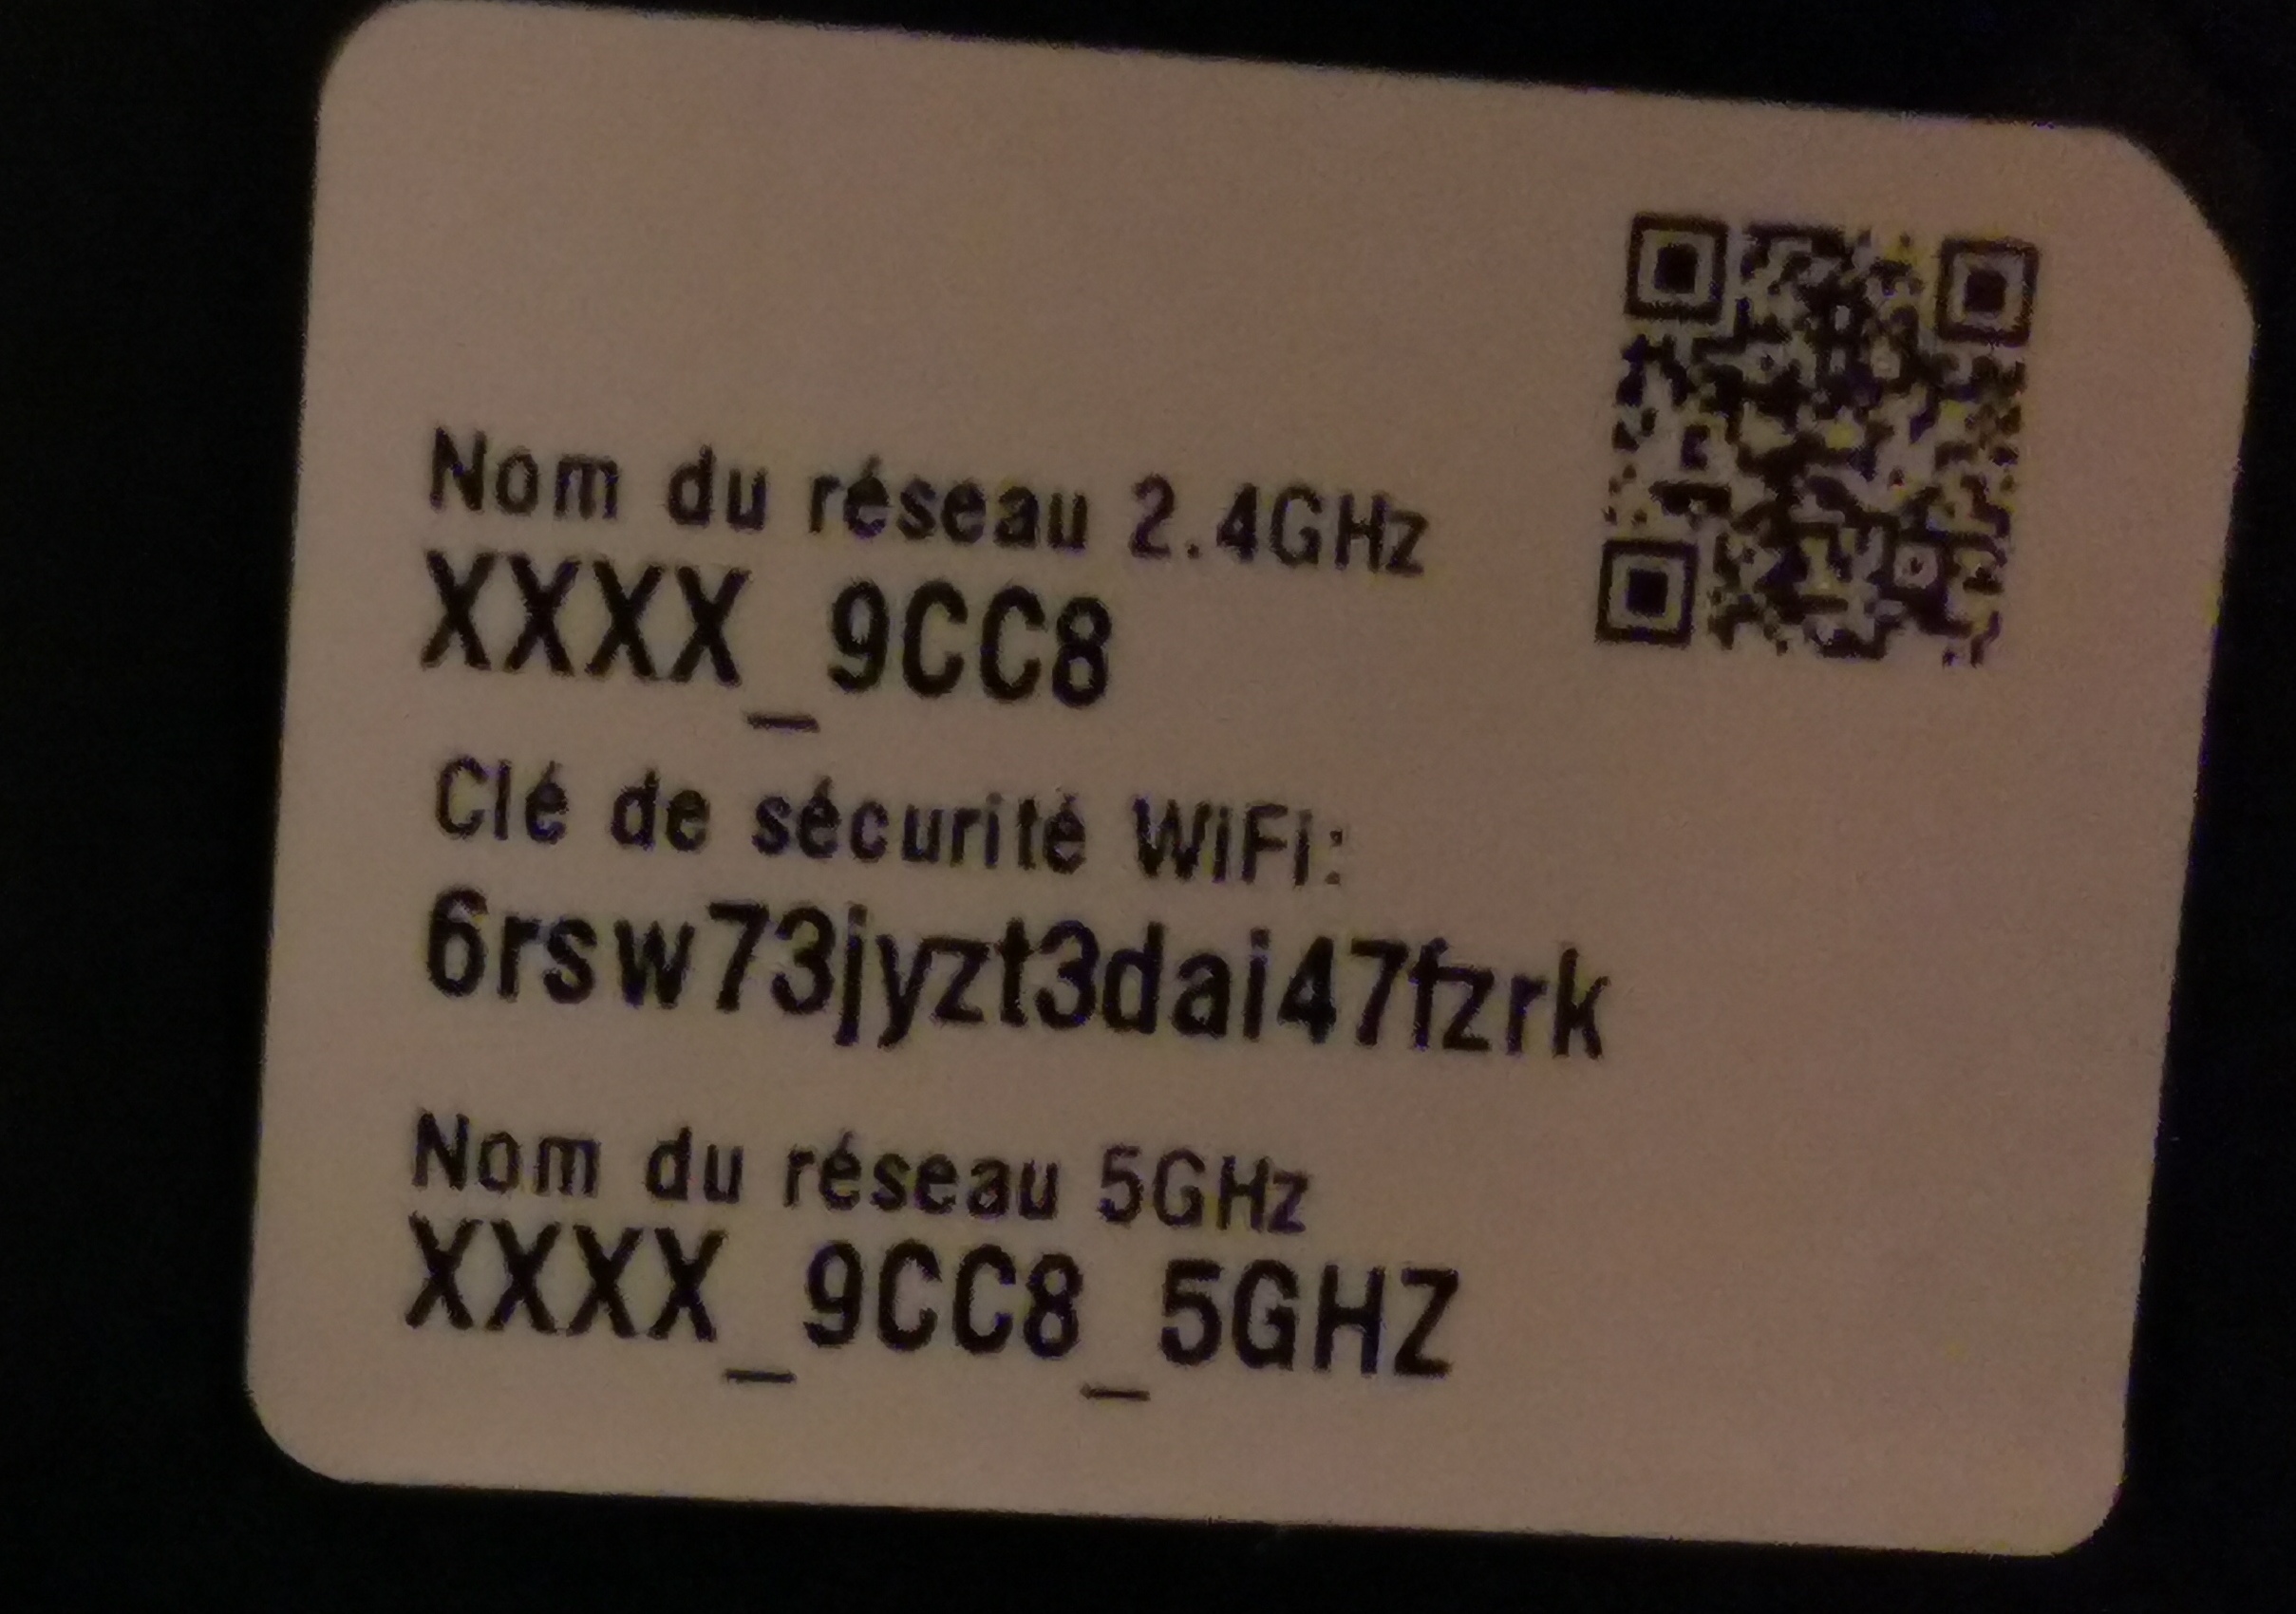 Nom du réseau 2.4GHz
XXXX_9CC8
Clé de sécurité WiFi:
6rsw73jyzt3dai47fzrk
Nom du réseau 5GHz
XXXX_9CC8_5GHZ